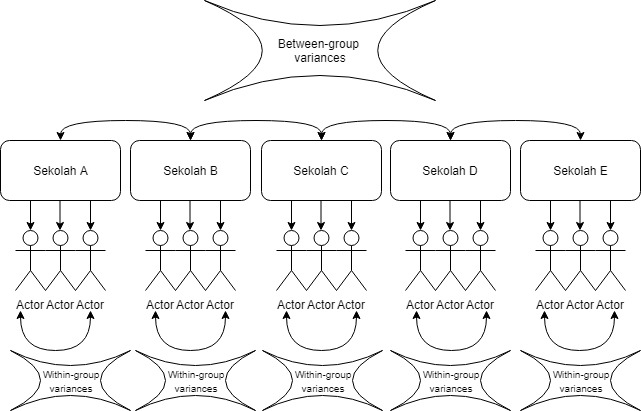 Between-group
variances
Sekolah A
Sekolah B
Sekolah C
Sekolah D
Sekolah E
Actor Actor Actor
Actor Actor Actor
Actor Actor Actor
Actor Actor Actor
Actor Actor Actor
Within-group
variances
Within-group
variances
Within-group
variances
Within-group
variances
Within-group
variances